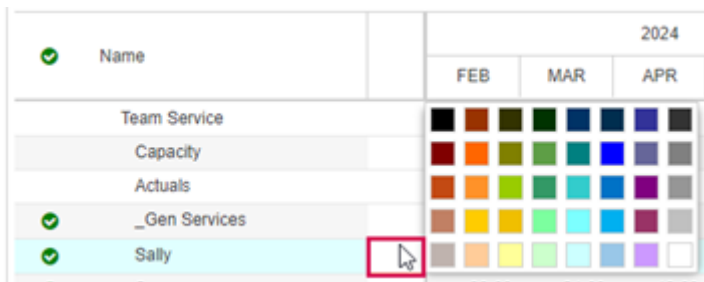 2024
Name
FEB MAR APR
Team Service
Capacity
Actuals
_Gen Services
Sally